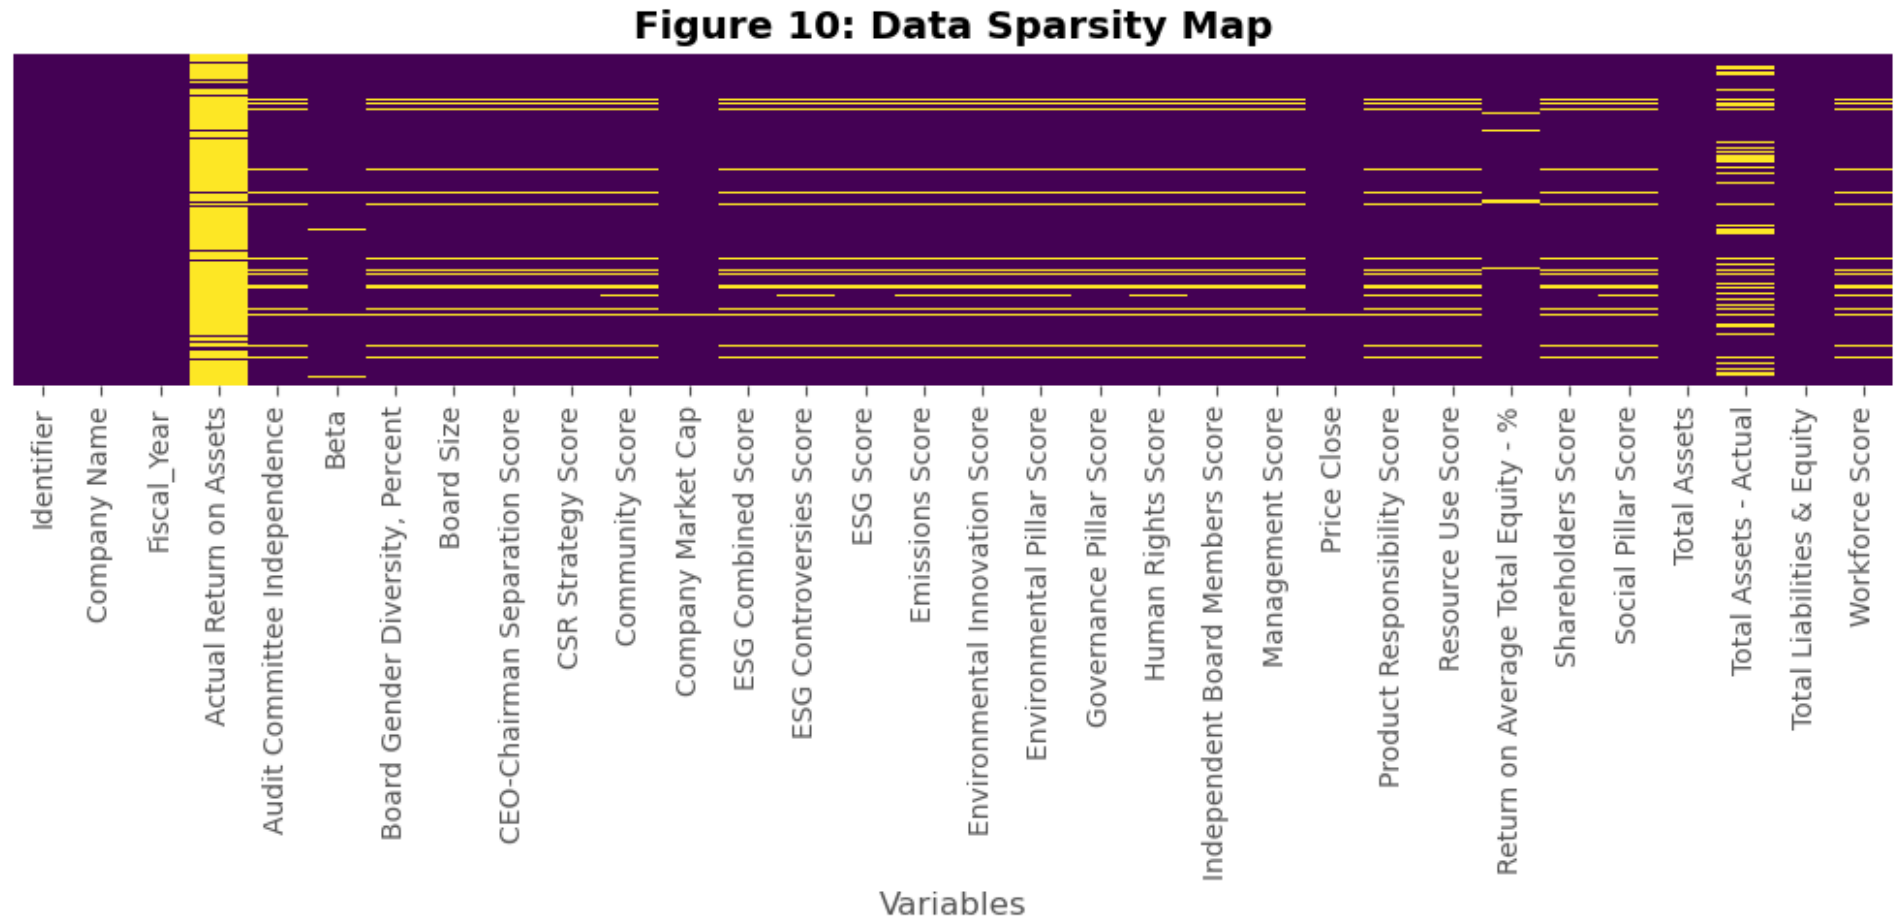 Figure 10: Data Sparsity Map
Identifier
Company Name
Fiscal_Year
Actual Return on Assets
Audit Committee Independence
Beta
Board Gender Diversity, Percent
Board Size
CEO-Chairman Separation Score
CSR Strategy Score
Community Score
Company Market Cap
ESG Combined Score
ESG Controversies Score
ESG Score
Emissions Score
Environmental Innovation Score
Environmental Pillar Score
Governance Pillar Score
Human Rights Score
Independent Board Members Score
Management Score
Price Close
Product Responsibility Score
Resource Use Score
Return on Average Total Equity - %
Shareholders Score
Social Pillar Score
Total Assets
Total Assets - Actual
Total Liabilities & Equity
Workforce Score
Variables